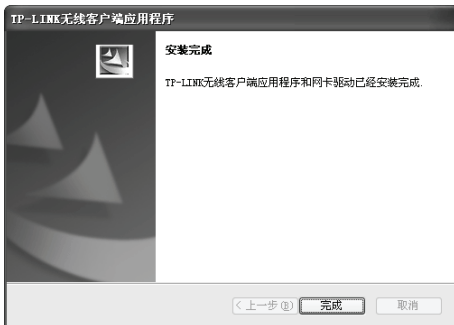 TP-LINK无线客户端应用程序
安装完成
TP-LINK无线客户端应用程序和网卡驱动已经安装完成.
<上一步(B)
完成
取消